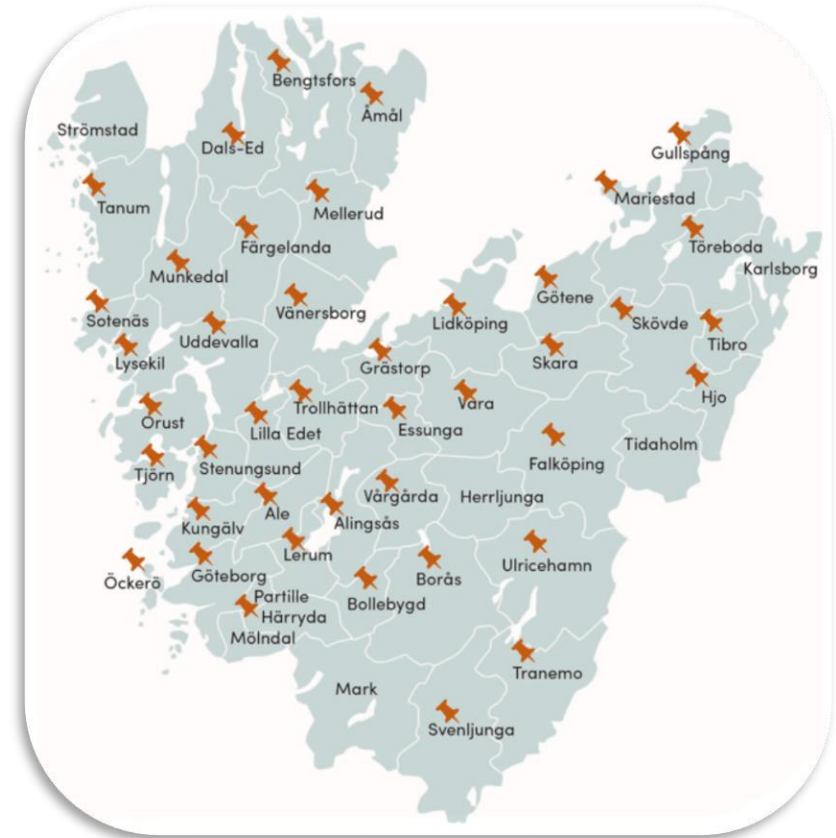 Bengtsfors
Åmål
Strömstad
Dals-Ed
Gullspång
Mariestad
Tanum
Mellerud
Färgelanda
Töreboda
Karlsborg
Munkedal
Götene
Vänersborg
Sotenäs
Lidköping
Skövde
Uddevalla
Tibro
Lysekil
Grästorp
Skara
Hjo
Trollhättan
Vara
Orust
Lilla Edet
Essunga
Tidaholm
Falköping
Stenungsund
Tjörn
Vårgårda
Herrljunga
Ale
Alingsås
Kungälv
Lerum
Ulricehamn
Göteborg
Borås
Öckerö
Partille
Bollebygd
Härryda
Mölndal
Tranemo
Mark
Svenljunga